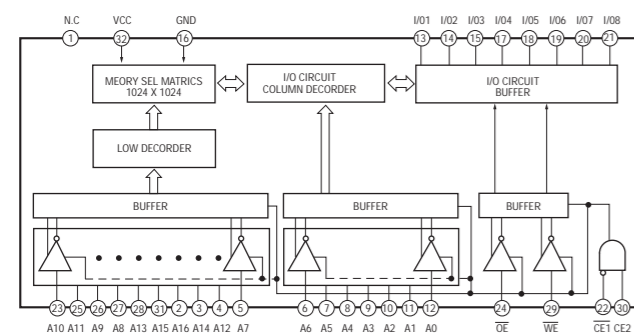 N.C VCC GND I/01 I/02 I/03 I/04 I/05 I/06 I/07 I/08
1 32 16 13 14 15 17 18 19 20 21
MEORY SEL MATRICS
1024 X 1024
I/O CIRCUIT
COLUMN DECORDER
I/O CIRCUIT
BUFFER
LOW DECORDER
BUFFER BUFFER BUFFER
23 25 26 27 28 31 2 3 4 5 6 7 8 9 10 11 12 24 29 22 30
A10 A11 A9 A8 A13 A15 A16 A14 A12 A7 A6 A5 A4 A3 A2 A1 A0 OE WE CE1 CE2